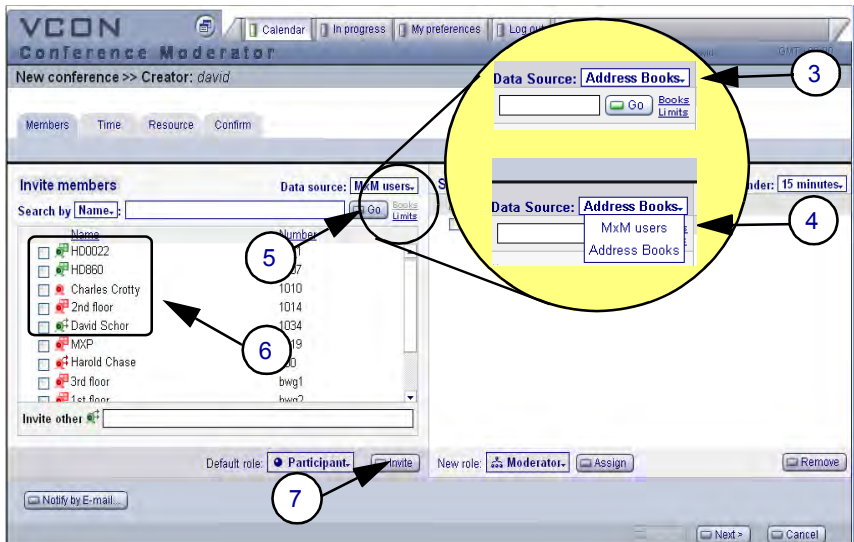 VCON
Conference Moderator
Calendar
In progress
My preferences
Log out
New conference >> Creator: david
Members
Time
Resource
Confirm
Data Source: Address Books
Go
Books
Limits
3
Data Source: Address Books
MxM users
Address Books
4
Invite members
Data source: MxM users
15 minutes
Search by Name :
Go
Books
Limits
5
Name
Number
HD0022
HD860
Charles Crotty
1010
2nd floor
1014
David Schor
1034
MXP
Harold Chase
3rd floor
bwg1
1st floor
bwg2
6
Invite other
Default role: Participant
Invite
New role: Moderator
Assign
Remove
7
Notify by E-mail...
Next >
Cancel